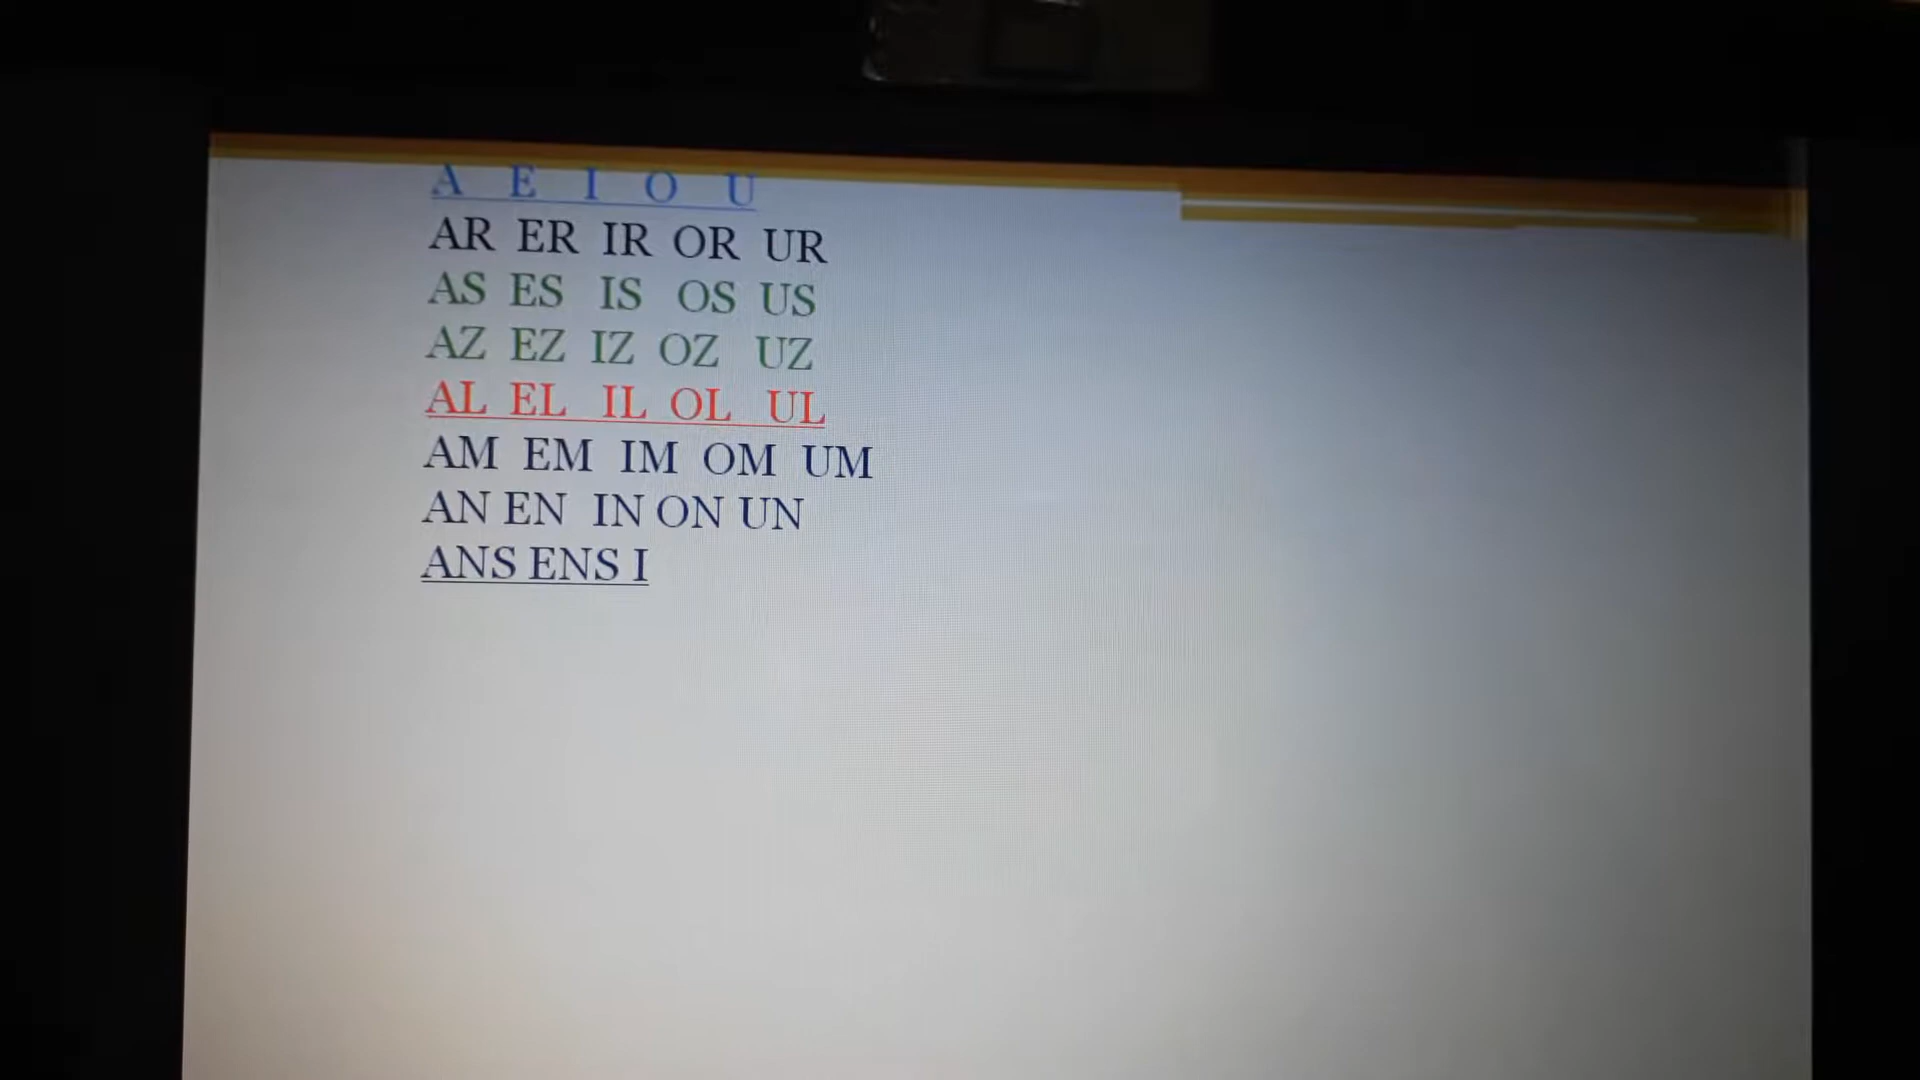 A E I O U
AR ER IR OR UR
AS ES IS OS US
AZ EZ IZ OZ UZ
AL EL IL OL UL
AM EM IM OM UM
AN EN IN ON UN
ANS ENS I